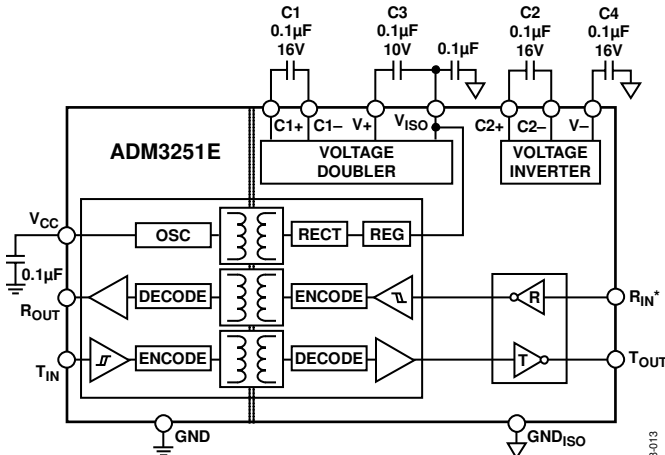 C1
0.1µF
16V
C3
0.1µF
10V
0.1µF
C2
0.1µF
16V
C4
0.1µF
16V
C1+
C1–
V+
VISO
C2+
C2–
V–
ADM3251E
VOLTAGE
DOUBLER
VOLTAGE
INVERTER
VCC
OSC
RECT
REG
0.1µF
ROUT
DECODE
ENCODE
R
RIN*
TIN
ENCODE
DECODE
T
TOUT
GND
GNDISO
3-013